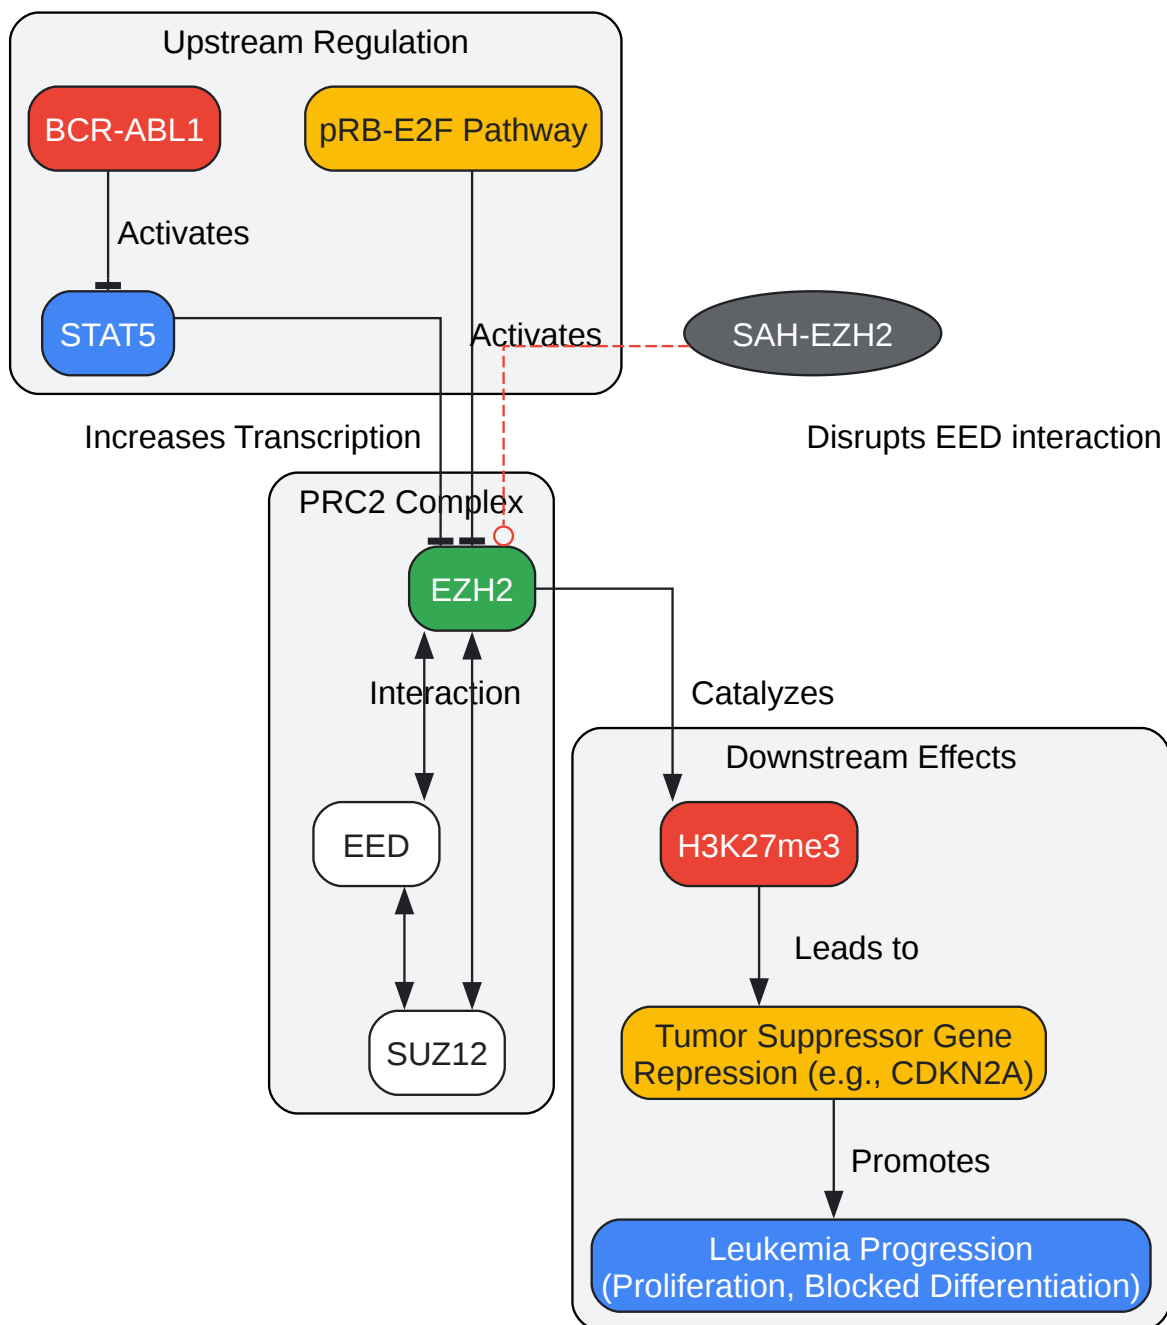 Upstream Regulation
BCR-ABL1
pRB-E2F Pathway
Activates
STAT5
Activates
SAH-EZH2
Increases Transcription
Disrupts EED interaction
PRC2 Complex
EZH2
Interaction
Catalyzes
Downstream Effects
EED
H3K27me3
Leads to
SUZ12
Tumor Suppressor Gene
Repression (e.g., CDKN2A)
Promotes
Leukemia Progression
(Proliferation, Blocked Differentiation)